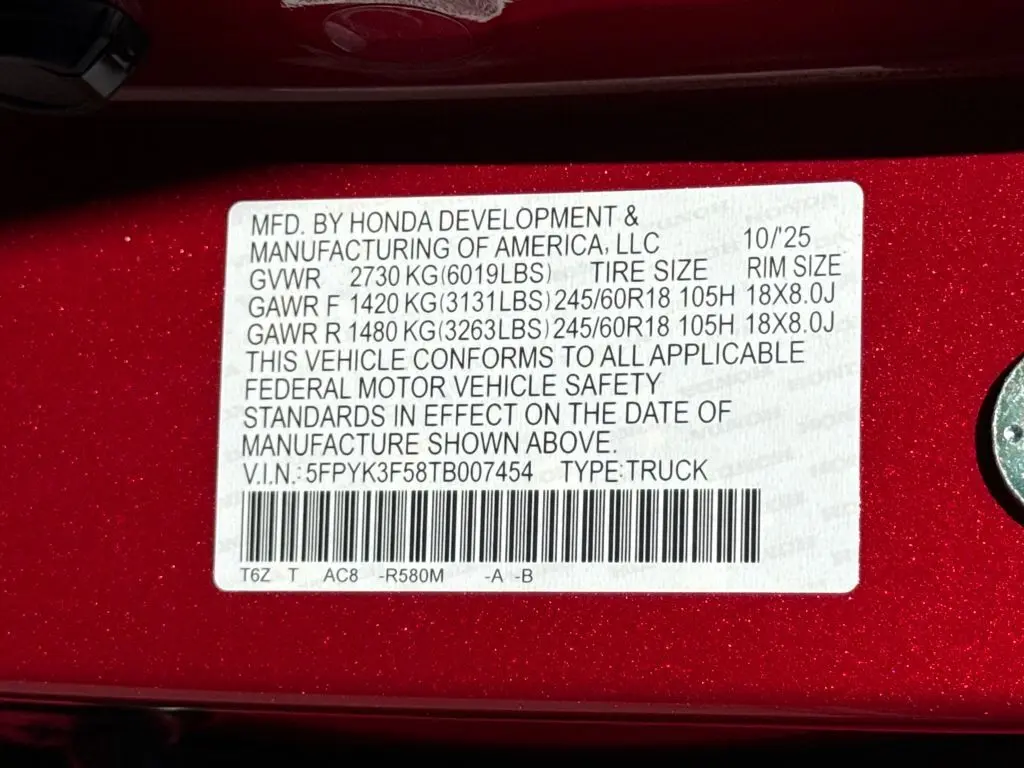 MFD. BY HONDA DEVELOPMENT &
MANUFACTURING OF AMERICA, LLC 10/'25
GVWR 2730 KG(6019LBS) TIRE SIZE RIM SIZE
GAWR F 1420 KG(3131LBS) 245/60R18 105H 18X8.0J
GAWR R 1480 KG(3263LBS) 245/60R18 105H 18X8.0J
THIS VEHICLE CONFORMS TO ALL APPLICABLE
FEDERAL MOTOR VEHICLE SAFETY
STANDARDS IN EFFECT ON THE DATE OF
MANUFACTURE SHOWN ABOVE.
V.I.N.: 5FPYK3F58TB007454 TYPE:TRUCK
T6Z T AC8 -R580M -A -B